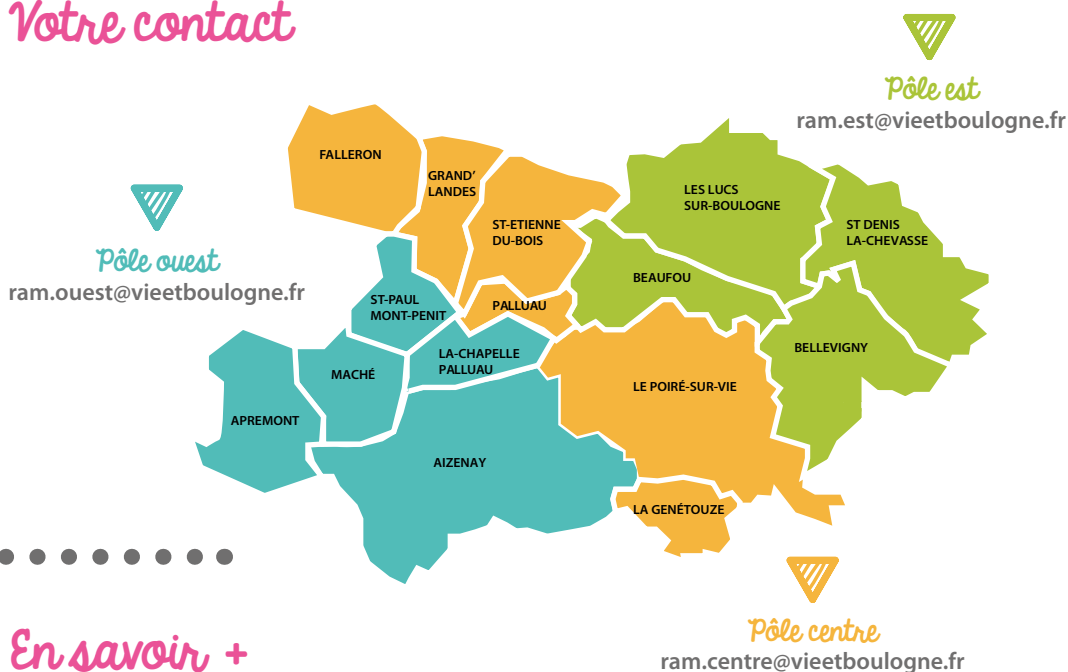 Votre contact
Pôle est
ram.est@vieetboulogne.fr
FALLERON
GRAND'
LANDES
LES LUCS
SUR-BOULOGNE
ST-ETIENNE
DU-BOIS
ST DENIS
LA-CHEVASSE
Pôle ouest
ram.ouest@vieetboulogne.fr
BEAUFOU
ST-PAUL
MONT-PENIT
PALLUAU
BELLEVIGNY
LA-CHAPELLE
PALLUAU
MACHÉ
LE POIRÉ-SUR-VIE
APREMONT
AIZENAY
LA GENÉTOUZE
Pôle centre
ram.centre@vieetboulogne.fr
En savoir +